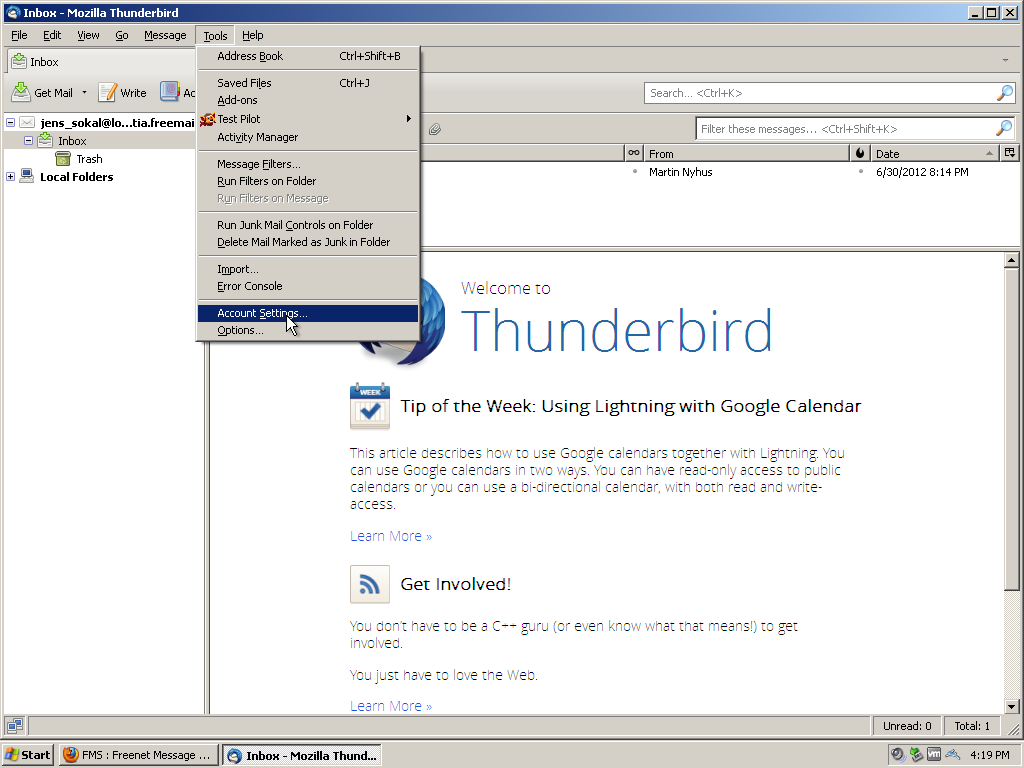 Inbox - Mozilla Thunderbird
File Edit View Go Message Tools Help
Inbox
Get Mail Write
Search... <Ctrl+K>
jens_sokal@lo...tia.freemai
Inbox
Trash
Local Folders
Address Book Ctrl+Shift+B
Saved Files Ctrl+J
Add-ons
Test Pilot
Activity Manager
Message Filters...
Run Filters on Folder
Run Filters on Message
Run Junk Mail Controls on Folder
Delete Mail Marked as Junk in Folder
Import...
Error Console
Account Settings...
Options...
Filter these messages... <Ctrl+Shift+K>
From Date
Martin Nyhus 6/30/2012 8:14 PM
Welcome to
Thunderbird
WEEK
Tip of the Week: Using Lightning with Google Calendar
This article describes how to use Google calendars together with Lightning. You
can use Google calendars in two ways. You can have read-only access to public
calendars or you can use a bi-directional calendar, with both read and write-
access.
Learn More »
Get Involved!
You don't have to be a C++ guru (or even know what that means!) to get
involved.
You just have to love the Web.
Learn More »
Unread: 0 Total: 1
Start FMS : Freenet Message ... Inbox - Mozilla Thund... 4:19 PM